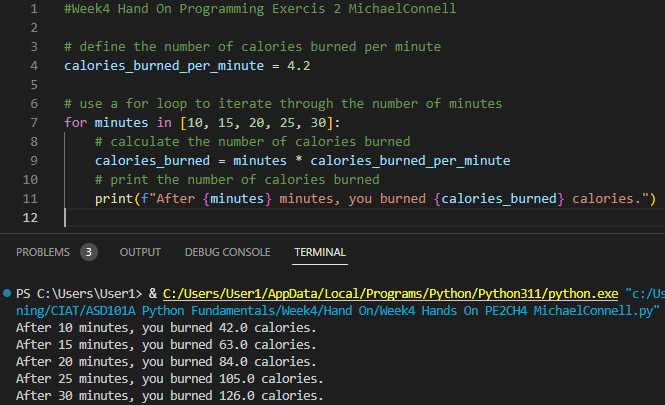 1 #Week4 Hand On Programming Exercis 2 MichaelConnell
2
3 # define the number of calories burned per minute
4 calories_burned_per_minute = 4.2
5
6 # use a for loop to iterate through the number of minutes
7 for minutes in [10, 15, 20, 25, 30]:
8 # calculate the number of calories burned
9 calories_burned = minutes * calories_burned_per_minute
10 # print the number of calories burned
11 print(f"After {minutes} minutes, you burned {calories_burned} calories.")
12
PROBLEMS 3 OUTPUT DEBUG CONSOLE TERMINAL
PS C:\Users\User1> & C:/Users/User1/AppData/Local/Programs/Python/Python311/python.exe "c:/Us
ning/CIAT/ASD101A Python Fundamentals/Week4/Hand On/Week4 Hands On PE2CH4 MichaelConnell.py"
After 10 minutes, you burned 42.0 calories.
After 15 minutes, you burned 63.0 calories.
After 20 minutes, you burned 84.0 calories.
After 25 minutes, you burned 105.0 calories.
After 30 minutes, you burned 126.0 calories.